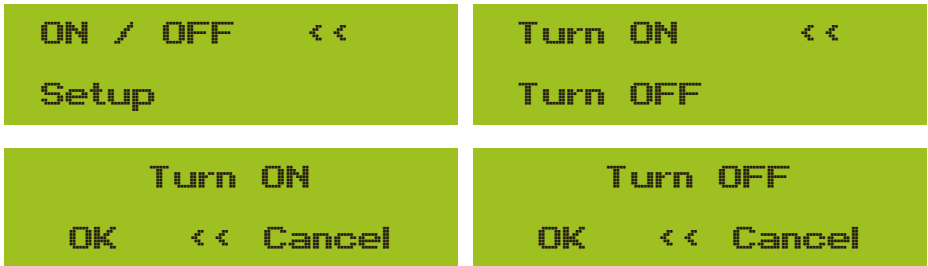 ON / OFF <<
Setup
Turn ON <<
Turn OFF
Turn ON
OK << Cancel
Turn OFF
OK << Cancel